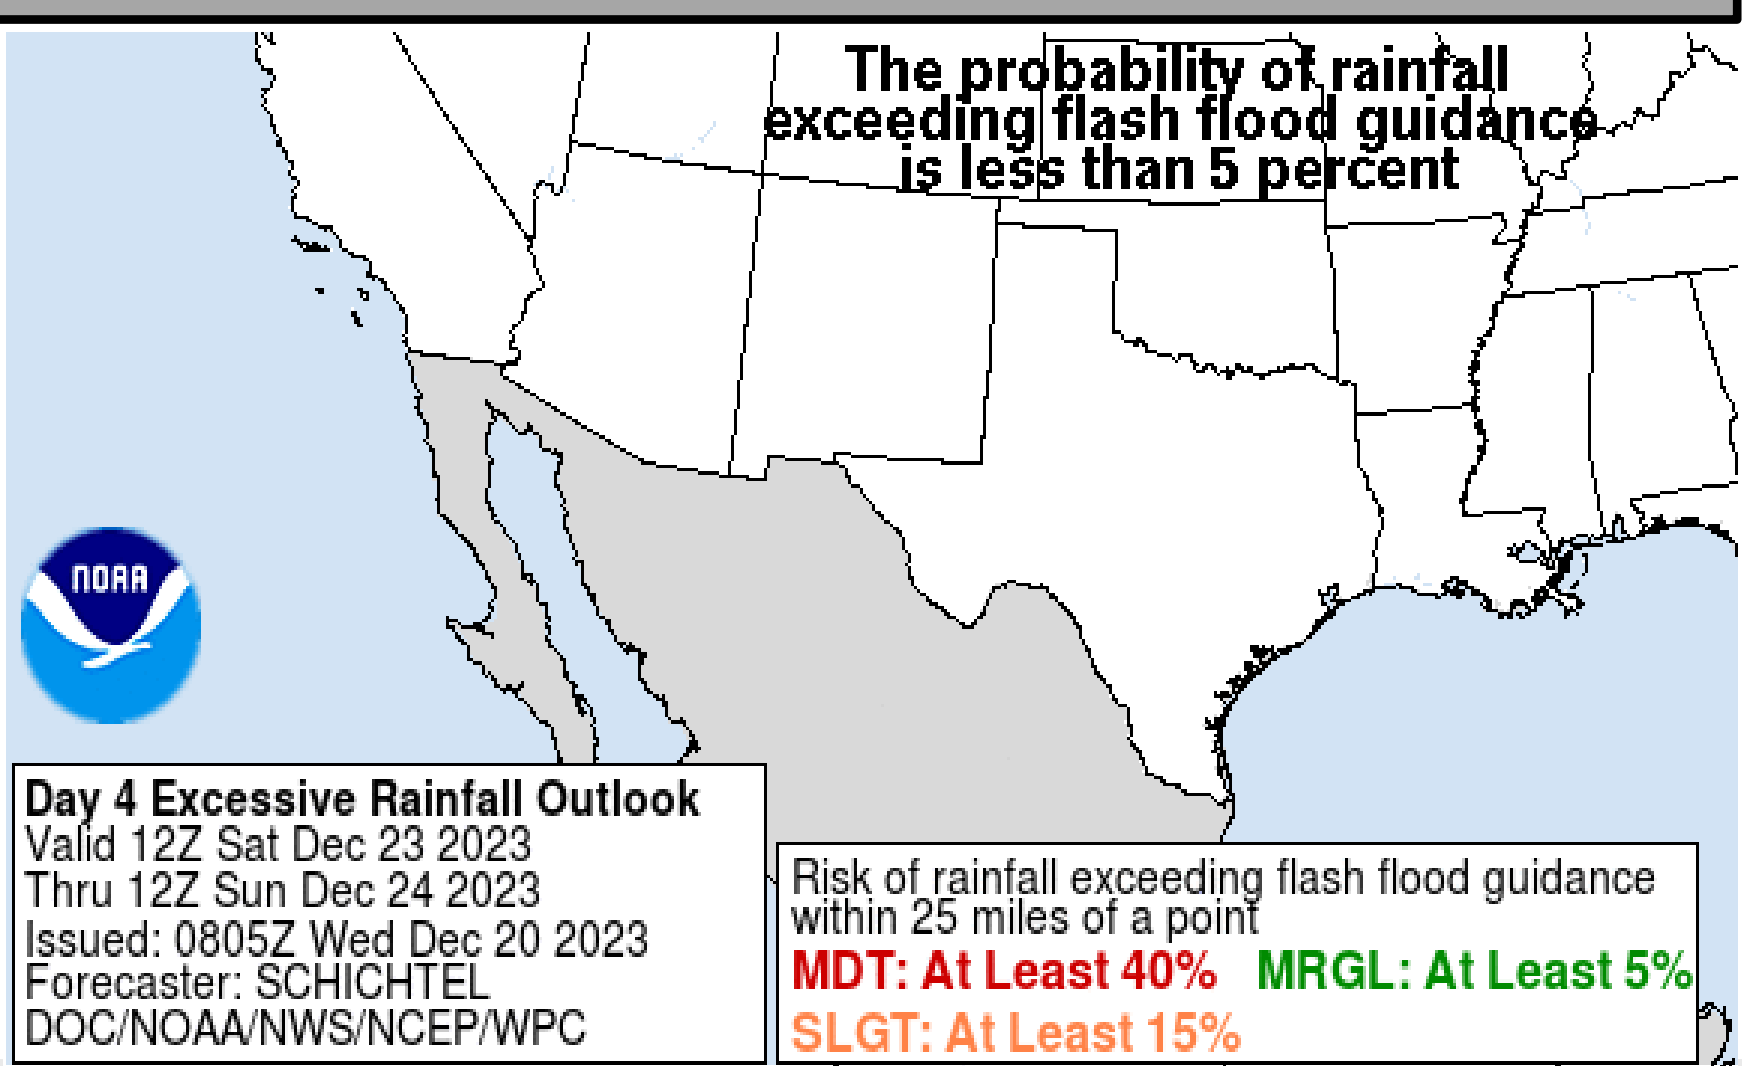 The probability of rainfall
exceeding flash flood guidance
is less than 5 percent
NOAA
Day 4 Excessive Rainfall Outlook
Valid 12Z Sat Dec 23 2023
Thru 12Z Sun Dec 24 2023
Issued: 0805Z Wed Dec 20 2023
Forecaster: SCHICHTEL
DOC/NOAA/NWS/NCEP/WPC
Risk of rainfall exceeding flash flood guidance
within 25 miles of a point
MDT: At Least 40% MRGL: At Least 5%
SLGT: At Least 15%